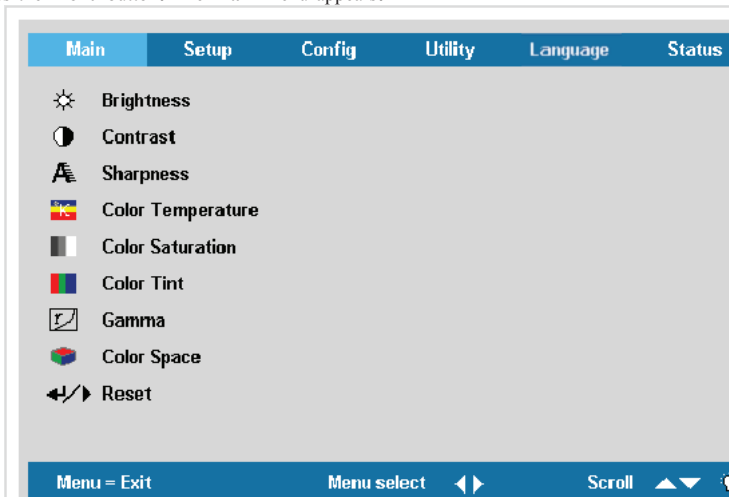 Main Setup Config Utility Language Status
Brightness
Contrast
Sharpness
°K Color Temperature
Color Saturation
Color Tint
Gamma
Color Space
Reset
Menu = Exit Menu select Scroll